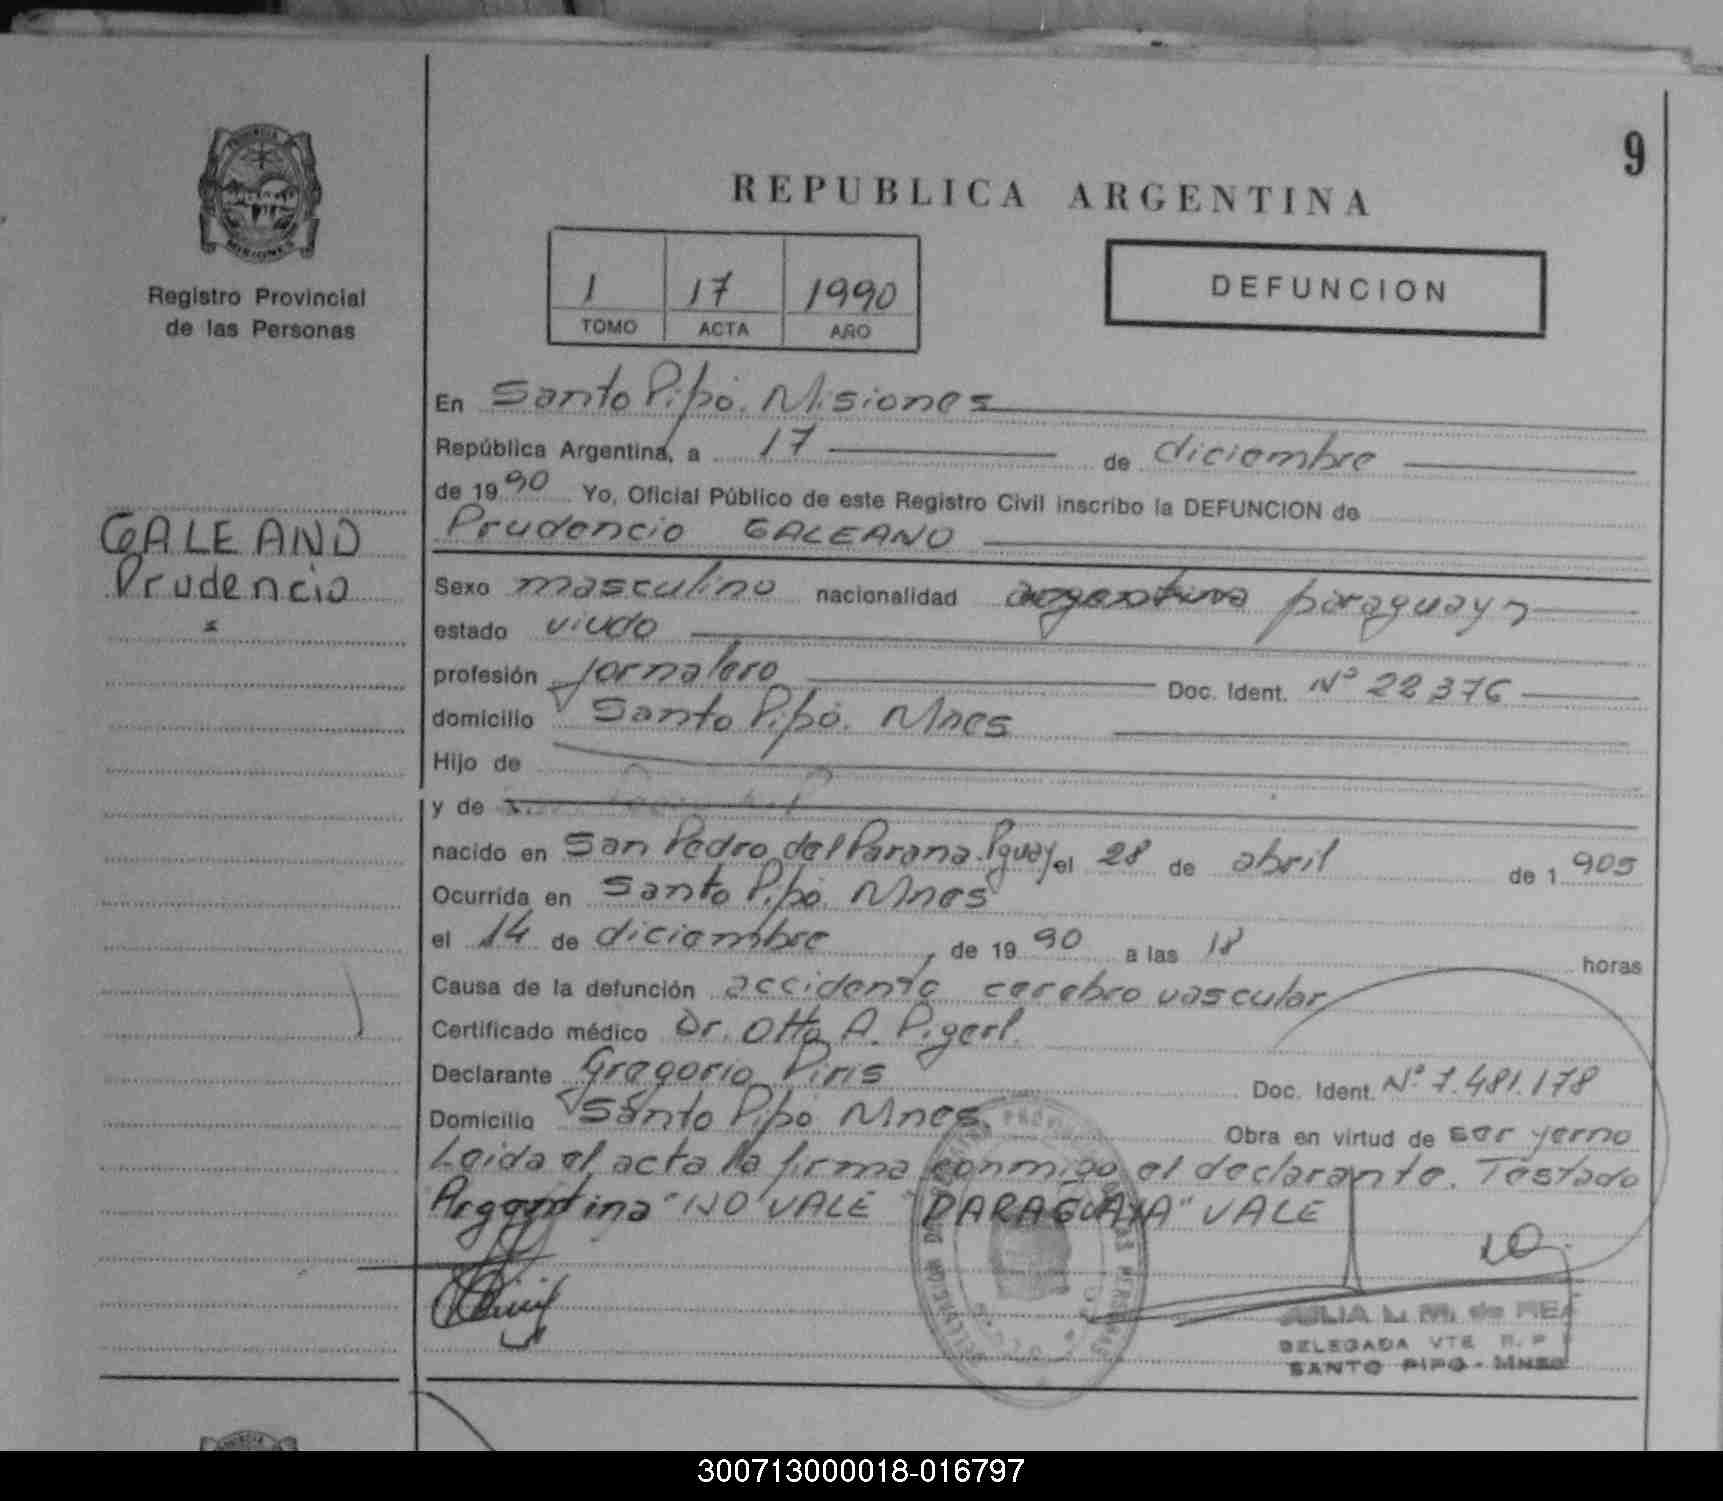 9
REPUBLICA ARGENTINA
Registro Provincial
de las Personas
1 17 1990
TOMO ACTA AÑO
DEFUNCION
En Santo Pipó. Misiones
República Argentina, a 17 de diciembre
de 1990 Yo, Oficial Público de este Registro Civil inscribo la DEFUNCION de
GALEANO
Prudencio
Prudencio GALEANO
Sexo masculino nacionalidad argentina paraguaya
estado viudo
profesión jornalero Doc. Ident. Nº 22376
domicilio Santo Pipó. Mnes
Hijo de
y de
nacido en San Pedro del Parana. Pguay el 28 de abril de 1905
Ocurrida en Santo Pipó Mnes
el 14 de diciembre, de 1990 a las 18 horas
Causa de la defunción accidente cerebro vascular
Certificado médico Dr. Otto A. Pigerl.
Declarante Gregorio Piris Doc. Ident. Nº 7.481.178
Domicilio Santo Pipó Mnes. Obra en virtud de ser yerno
Leida el acta la firma conmigo el declarante. Testado
Argentina "NO VALE PARAGUAYA" VALE
JULIA L. M. de REA
DELEGADA VTE R. P
SANTO PIPO - MNES
300713000018-016797